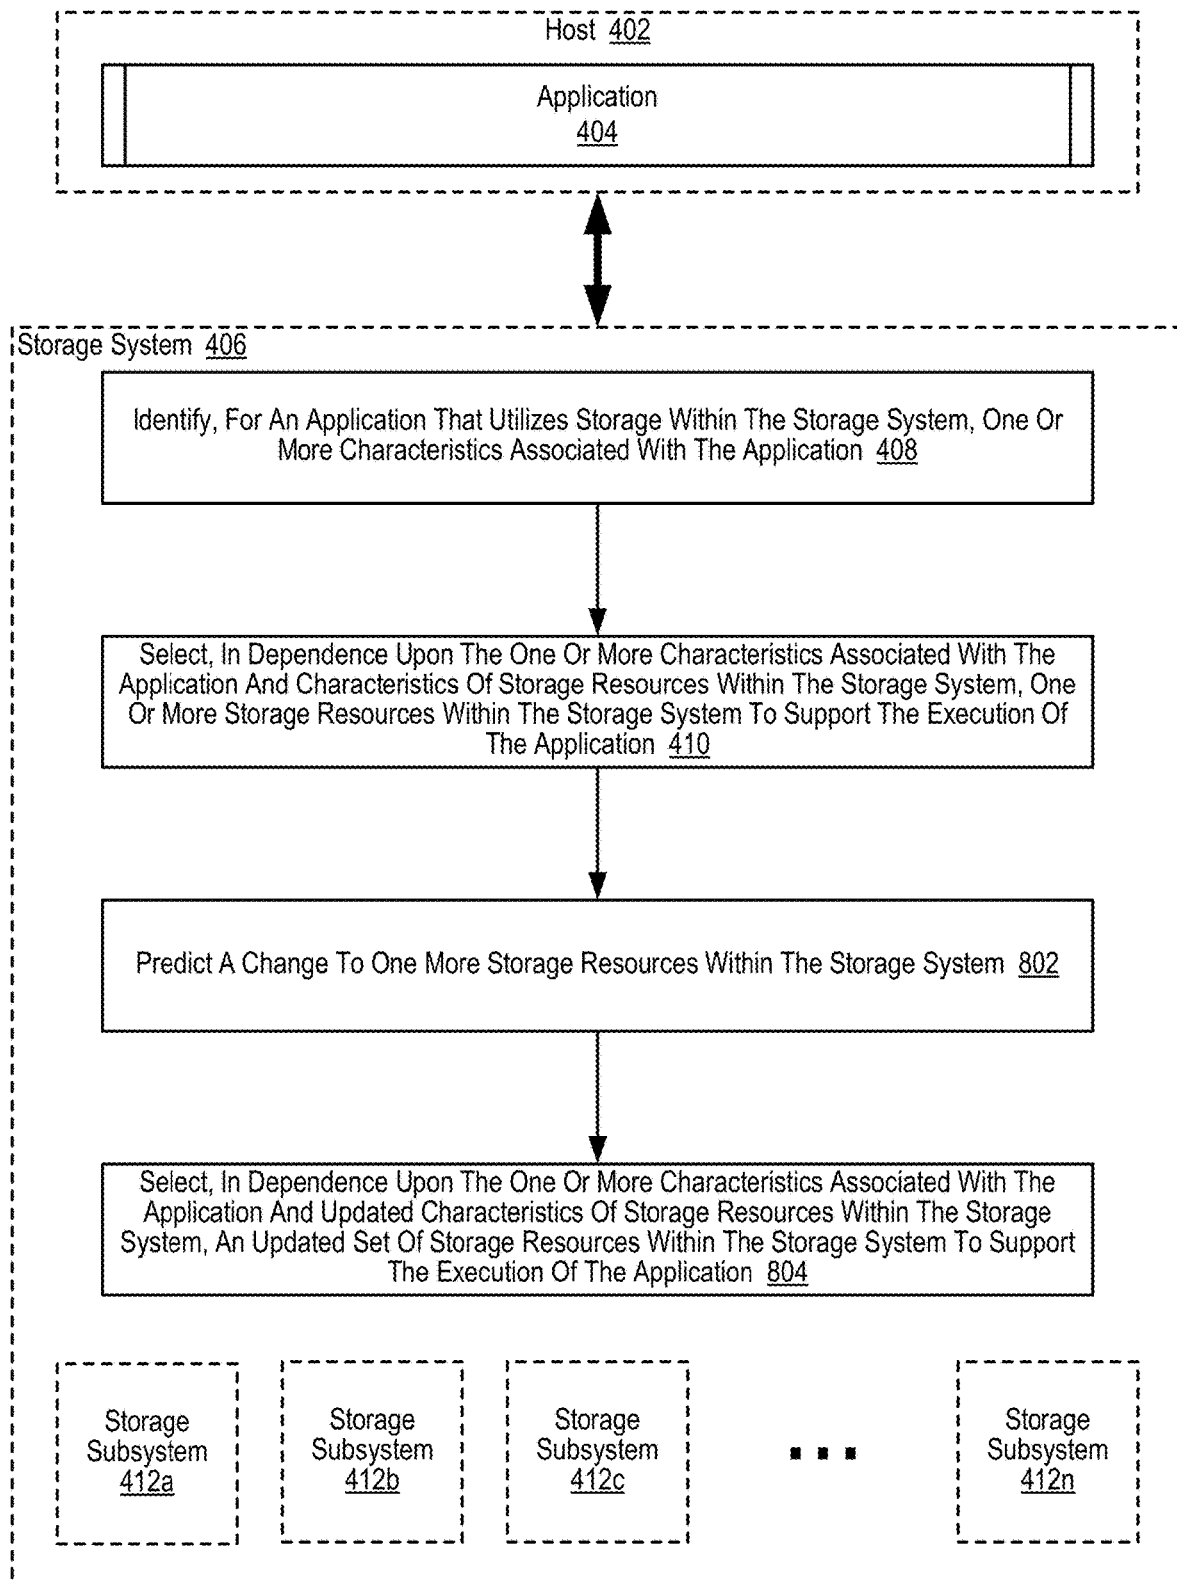 Host 402
Application
404
Storage System 406
Identify, For An Application That Utilizes Storage Within The Storage System, One Or
More Characteristics Associated With The Application 408
Select, In Dependence Upon The One Or More Characteristics Associated With The
Application And Characteristics Of Storage Resources Within The Storage System, One
Or More Storage Resources Within The Storage System To Support The Execution Of
The Application 410
Predict A Change To One More Storage Resources Within The Storage System 802
Select, In Dependence Upon The One Or More Characteristics Associated With The
Application And Updated Characteristics Of Storage Resources Within The Storage
System, An Updated Set Of Storage Resources Within The Storage System To Support
The Execution Of The Application 804
Storage
Subsystem
412a
Storage
Subsystem
412b
Storage
Subsystem
412c
Storage
Subsystem
412n